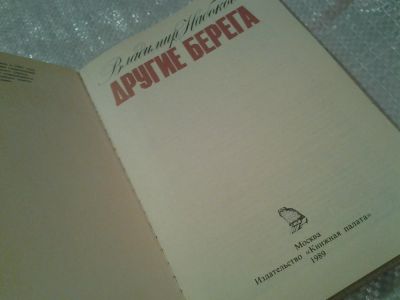 Владимир Набоков
ДРУГИЕ БЕРЕГА
Москва
Издательство «Книжная палата»
1989